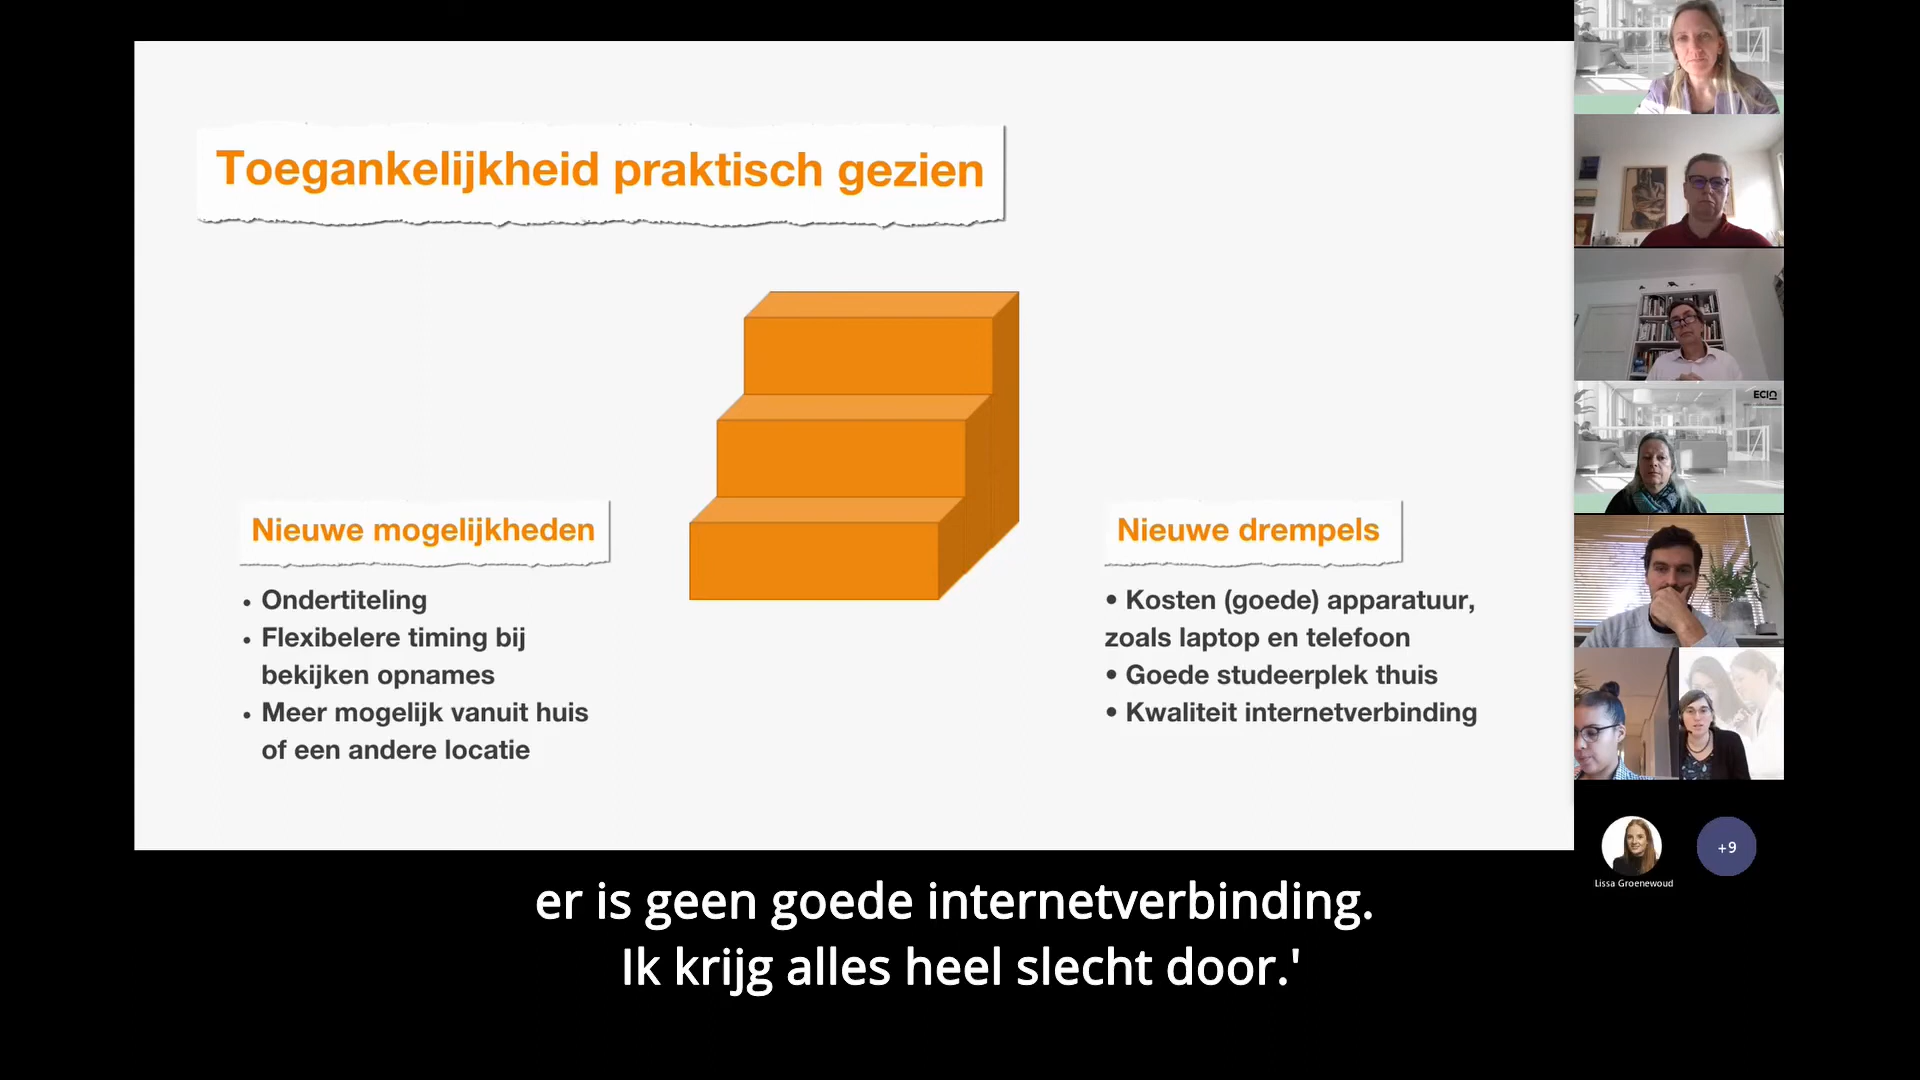 Toegankelijkheid praktisch gezien
Nieuwe mogelijkheden
• Ondertiteling
• Flexibelere timing bij
bekijken opnames
• Meer mogelijk vanuit huis
of een andere locatie
Nieuwe drempels
• Kosten (goede) apparatuur,
zoals laptop en telefoon
• Goede studeerplek thuis
• Kwaliteit internetverbinding
ECIO
Lissa Groenewoud
+9
er is geen goede internetverbinding.
Ik krijg alles heel slecht door.'